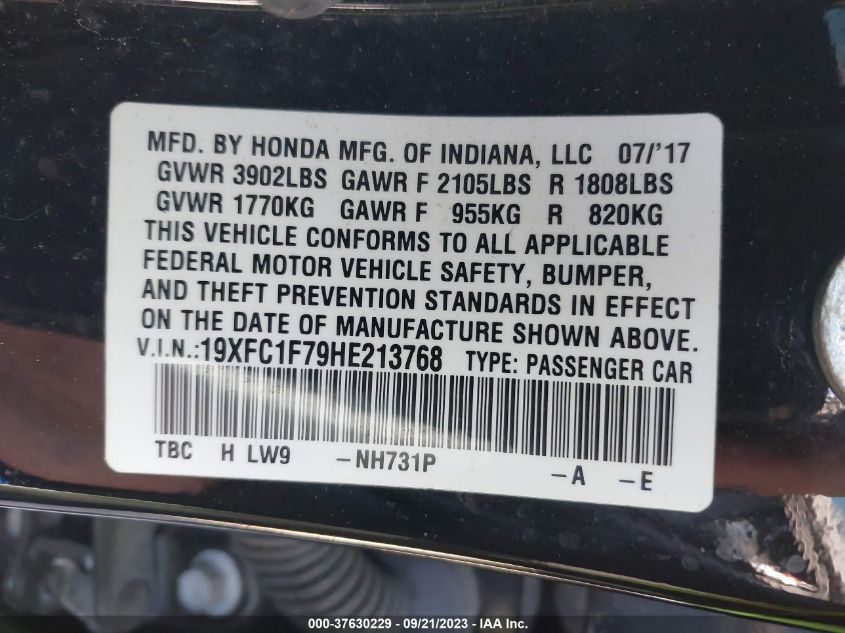 MFD. BY HONDA MFG. OF INDIANA, LLC 07/'17
GVWR 3902LBS GAWR F 2105LBS R 1808LBS
GVWR 1770KG GAWR F 955KG R 820KG
THIS VEHICLE CONFORMS TO ALL APPLICABLE
FEDERAL MOTOR VEHICLE SAFETY, BUMPER,
AND THEFT PREVENTION STANDARDS IN EFFECT
ON THE DATE OF MANUFACTURE SHOWN ABOVE.
V.I.N.:19XFC1F79HE213768 TYPE: PASSENGER CAR
TBC H LW9 -NH731P -A -E
000-37630229 - 09/21/2023 - IAA Inc.